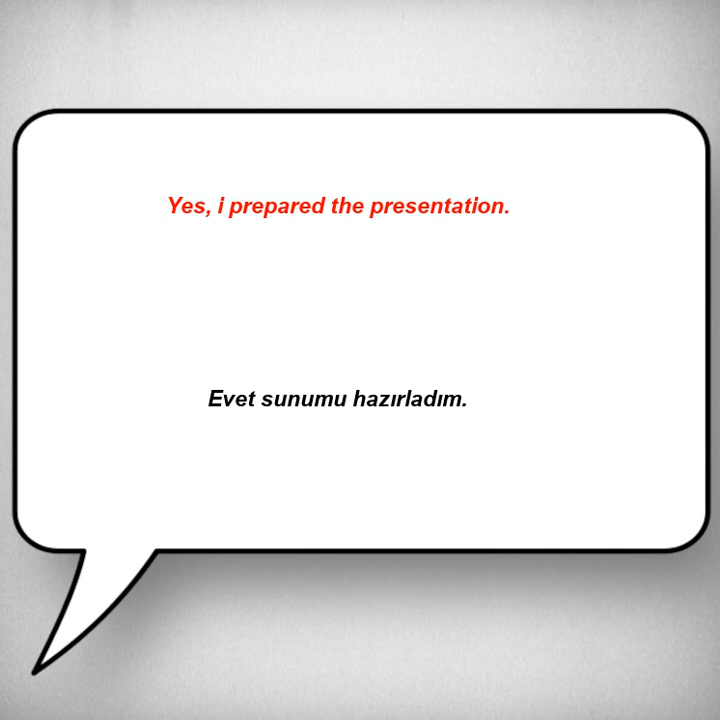 Yes, i prepared the presentation.
Evet sunumu hazırladım.